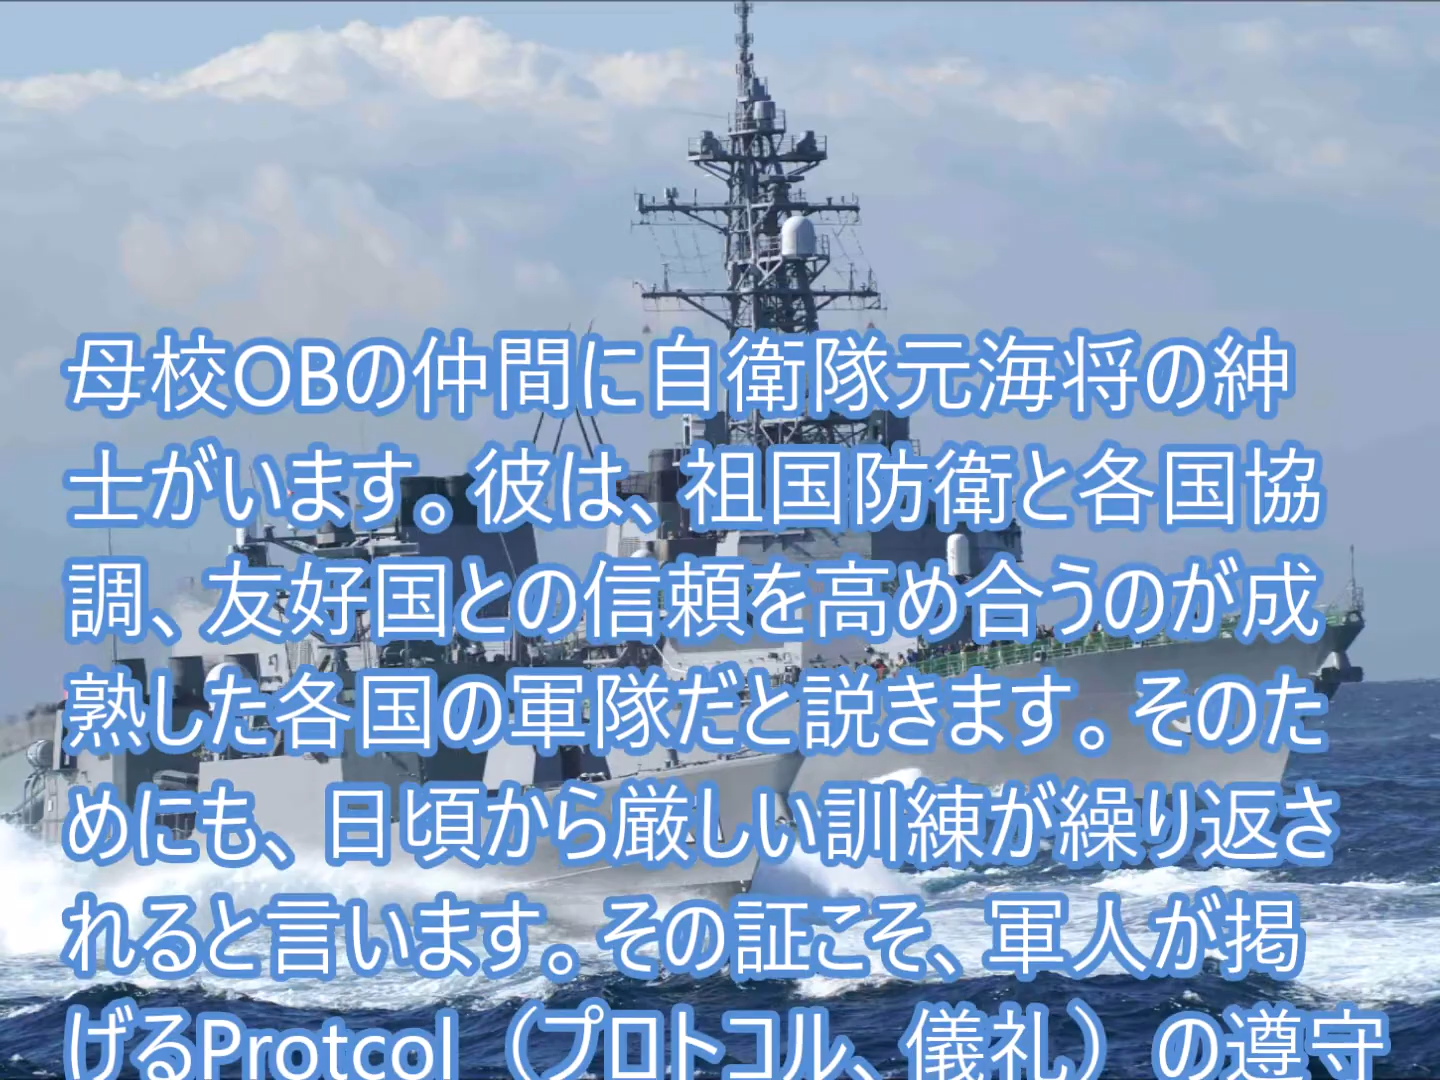 母校OBの仲間に自衛隊元海将の紳
士がいます。彼は、祖国防衛と各国協
調、友好国との信頼を高め合うのが成
熟した各国の軍隊だと説きます。そのた
めにも、日頃から厳しい訓練が繰り返さ
れると言います。その証こそ、軍人が掲
げるProtcol（プロトコル、儀礼）の遵守